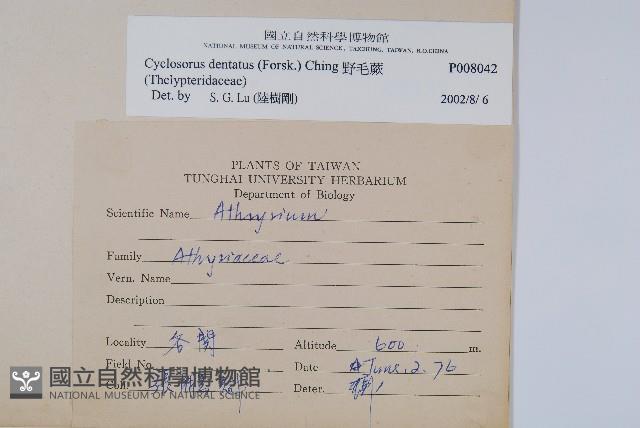 國立自然科學博物館
NATIONAL MUSEUM OF NATURAL SCIENCE, TAICHUNG, TAIWAN, R.O.CHINA
Cyclosorus dentatus (Forsk.) Ching 野毛蕨 P008042
(Thelypteridaceae)
Det. by S. G. Lu (陸樹剛) 2002/8/ 6
PLANTS OF TAIWAN
TUNGHAI UNIVERSITY HERBARIUM
Department of Biology
Scientific Name Athyrium
Family Athyriaceae
Vern. Name
Description
Locality 谷關 Altitude 600 m.
Field No. Date June. 2. 76
Coll. 張 Deter.
國立自然科學博物館
NATIONAL MUSEUM OF NATURAL SCIENCE